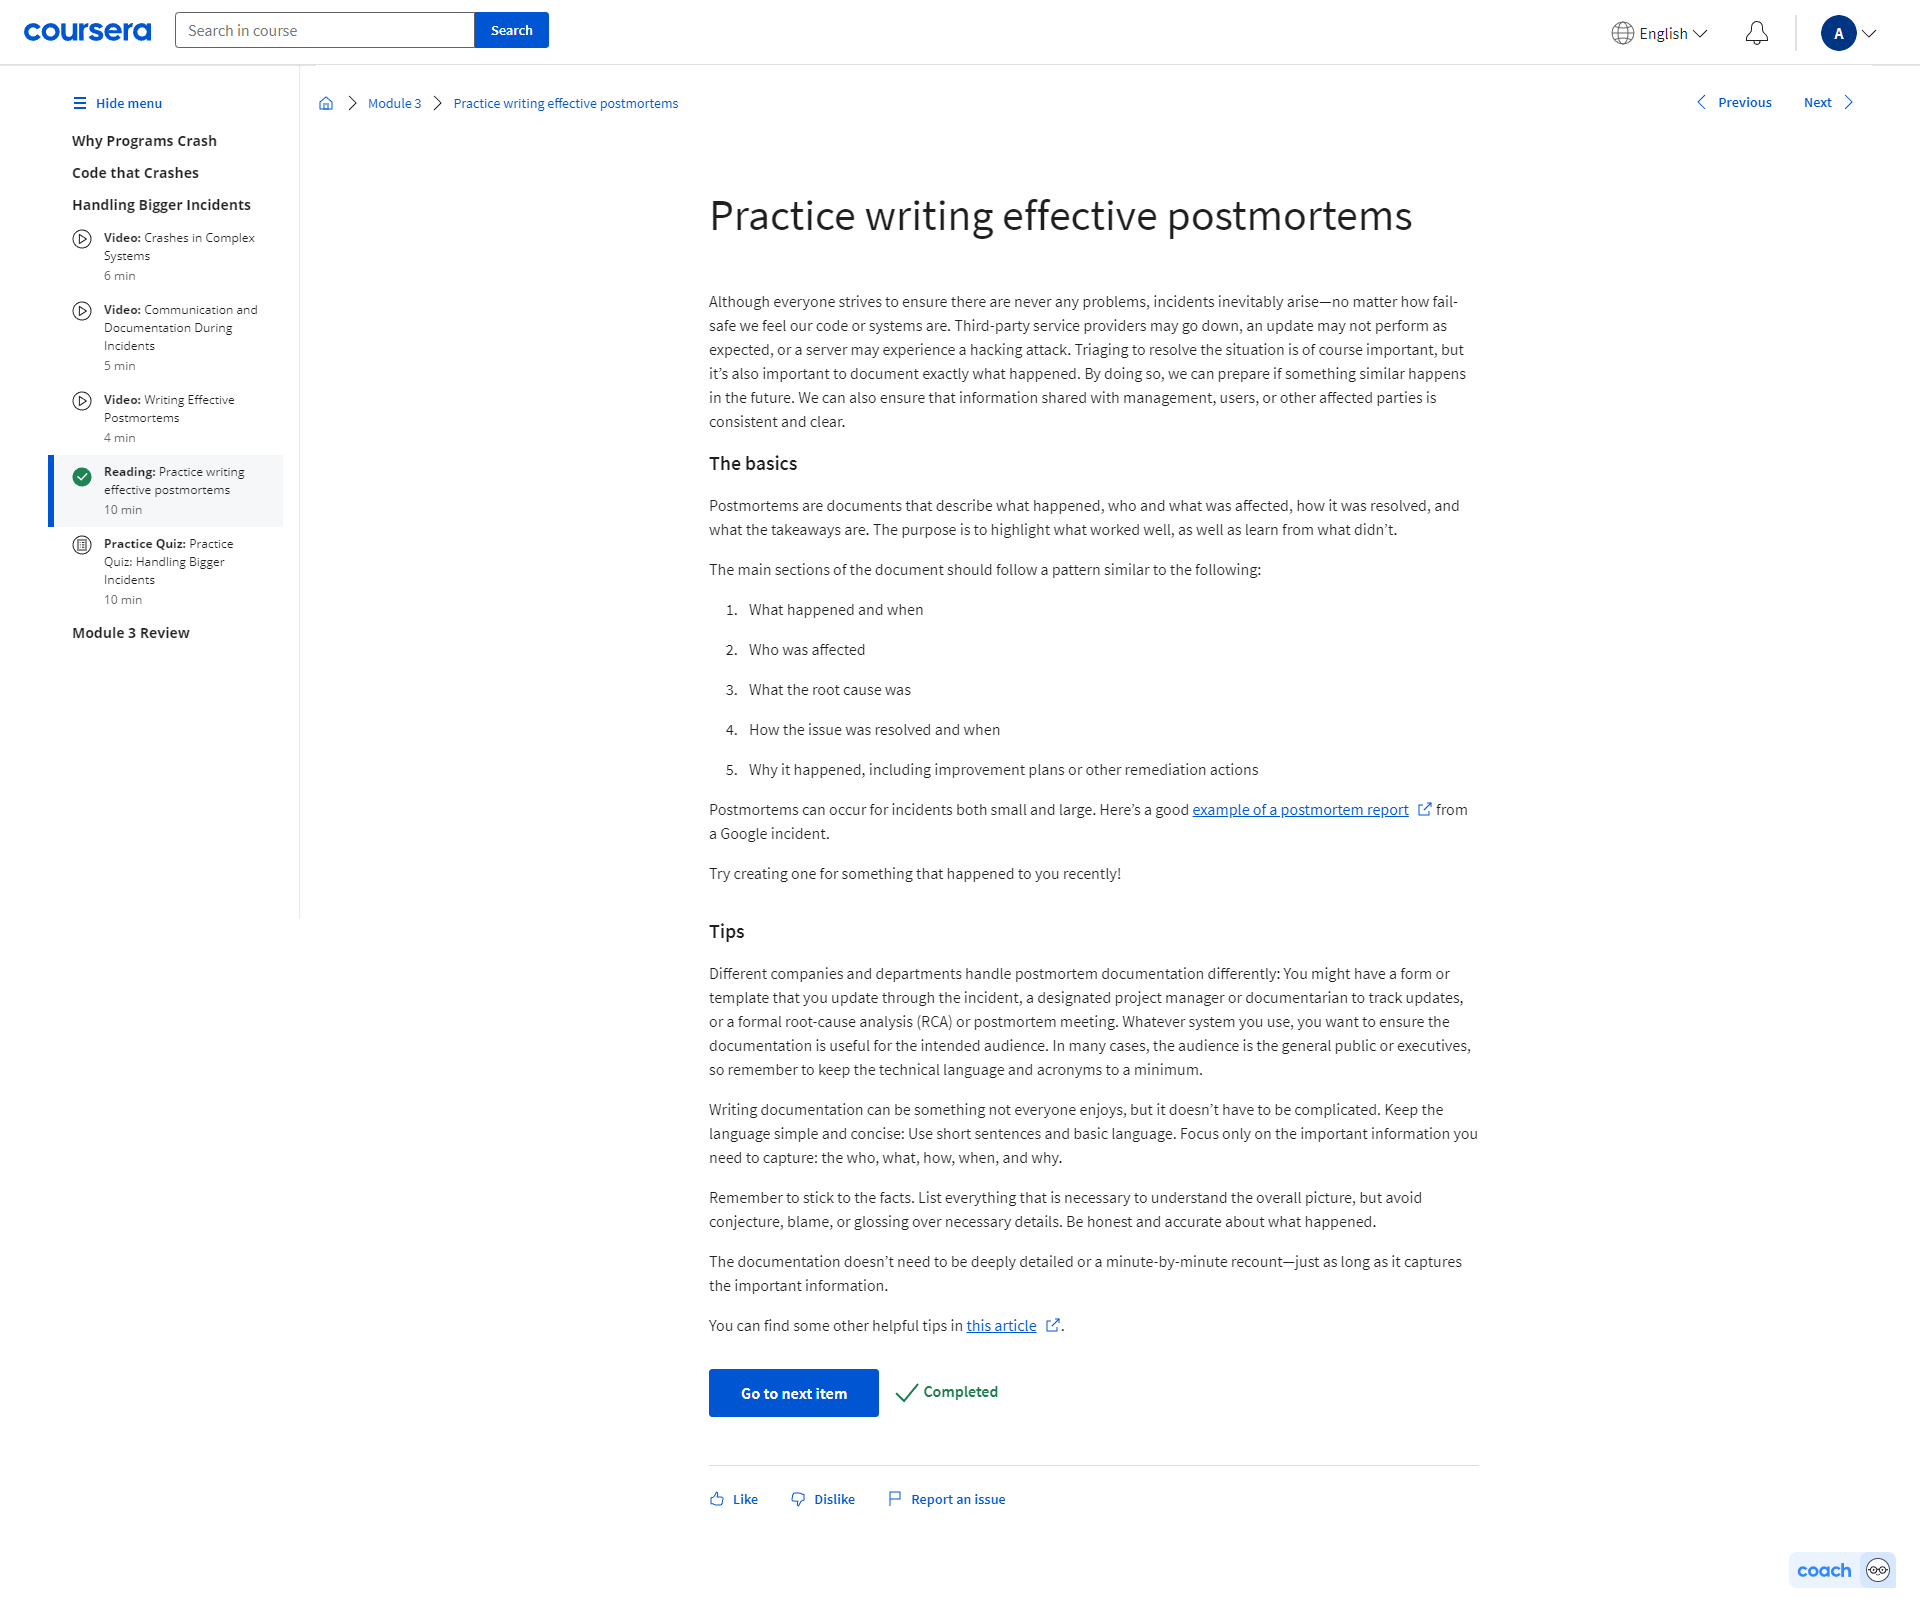 coursera
Search in course
Search
English
A
Hide menu
Why Programs Crash
Code that Crashes
Handling Bigger Incidents
Video: Crashes in Complex
Systems
6 min
Video: Communication and
Documentation During
Incidents
5 min
Video: Writing Effective
Postmortems
4 min
Reading: Practice writing
effective postmortems
10 min
Practice Quiz: Practice
Quiz: Handling Bigger
Incidents
10 min
Module 3 Review
Module 3
Practice writing effective postmortems
Previous
Next
Practice writing effective postmortems
Although everyone strives to ensure there are never any problems, incidents inevitably arise—no matter how fail-
safe we feel our code or systems are. Third-party service providers may go down, an update may not perform as
expected, or a server may experience a hacking attack. Triaging to resolve the situation is of course important, but
it’s also important to document exactly what happened. By doing so, we can prepare if something similar happens
in the future. We can also ensure that information shared with management, users, or other affected parties is
consistent and clear.
The basics
Postmortems are documents that describe what happened, who and what was affected, how it was resolved, and
what the takeaways are. The purpose is to highlight what worked well, as well as learn from what didn’t.
The main sections of the document should follow a pattern similar to the following:
1. What happened and when
2. Who was affected
3. What the root cause was
4. How the issue was resolved and when
5. Why it happened, including improvement plans or other remediation actions
Postmortems can occur for incidents both small and large. Here’s a good example of a postmortem report from
a Google incident.
Try creating one for something that happened to you recently!
Tips
Different companies and departments handle postmortem documentation differently: You might have a form or
template that you update through the incident, a designated project manager or documentarian to track updates,
or a formal root-cause analysis (RCA) or postmortem meeting. Whatever system you use, you want to ensure the
documentation is useful for the intended audience. In many cases, the audience is the general public or executives,
so remember to keep the technical language and acronyms to a minimum.
Writing documentation can be something not everyone enjoys, but it doesn’t have to be complicated. Keep the
language simple and concise: Use short sentences and basic language. Focus only on the important information you
need to capture: the who, what, how, when, and why.
Remember to stick to the facts. List everything that is necessary to understand the overall picture, but avoid
conjecture, blame, or glossing over necessary details. Be honest and accurate about what happened.
The documentation doesn’t need to be deeply detailed or a minute-by-minute recount—just as long as it captures
the important information.
You can find some other helpful tips in this article .
Go to next item
Completed
Like
Dislike
Report an issue
coach